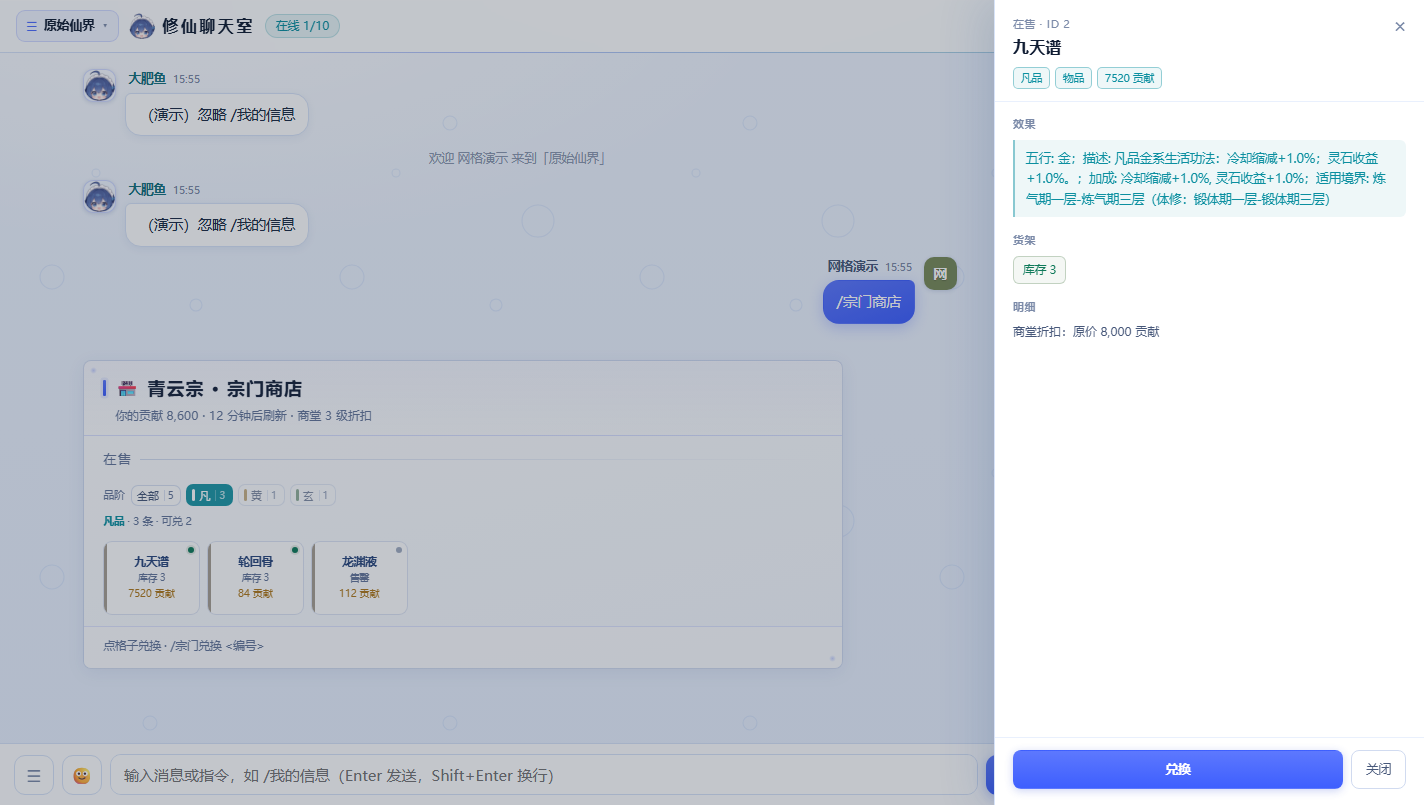 原始仙界
修仙聊天室
在线 1/10
大肥鱼 15:55
（演示）忽略 /我的信息
欢迎 网格演示 来到「原始仙界」
大肥鱼 15:55
（演示）忽略 /我的信息
网格演示 15:55
网
/宗门商店
青云宗 · 宗门商店
你的贡献 8,600 · 12 分钟后刷新 · 商堂 3 级折扣
在售
品阶 全部 5 凡 3 黄 1 玄 1
凡品 · 3 条 · 可兑 2
九天谱
库存 3
7520 贡献
轮回骨
库存 3
84 贡献
龙渊液
售罄
112 贡献
点格子兑换 · /宗门兑换 <编号>
输入消息或指令，如 /我的信息（Enter 发送，Shift+Enter 换行）
在售 · ID 2
九天谱
凡品 物品 7520 贡献
效果
五行: 金；描述: 凡品金系生活功法：冷却缩减+1.0%；灵石收益
+1.0%。；加成: 冷却缩减+1.0%, 灵石收益+1.0%；适用境界: 炼
气期一层-炼气期三层（体修：锻体期一层-锻体期三层）
货架
库存 3
明细
商堂折扣：原价 8,000 贡献
兑换
关闭